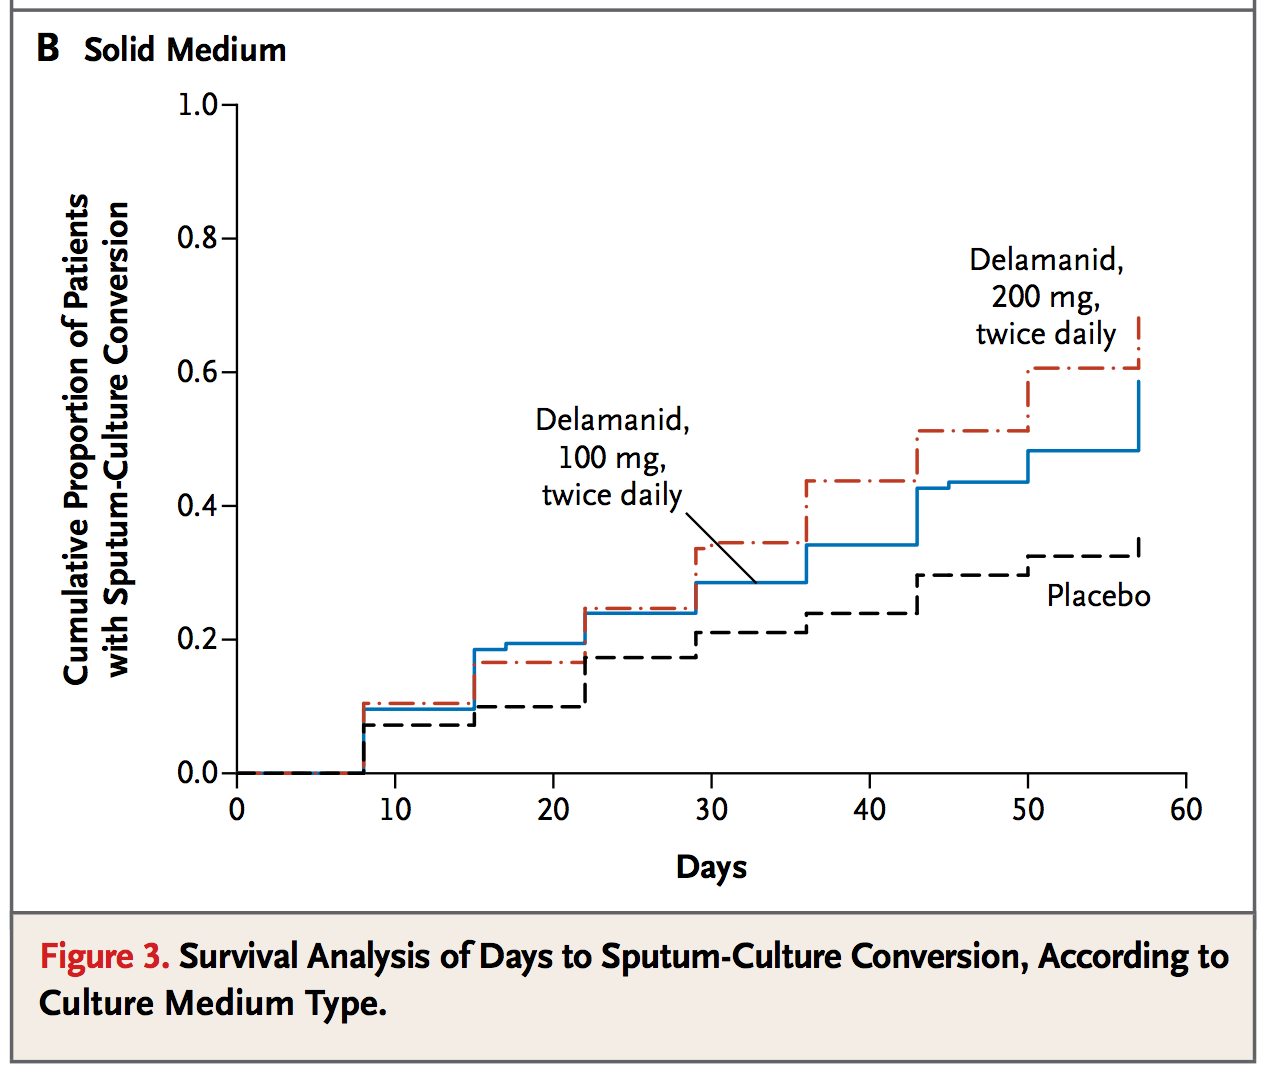 B Solid Medium
Cumulative Proportion of Patients
with Sputum-Culture Conversion
1.0
0.8
0.6
0.4
0.2
0.0
Delamanid,
200 mg,
twice daily
Delamanid,
100 mg,
twice daily
Placebo
0 10 20 30 40 50 60
Days
Figure 3. Survival Analysis of Days to Sputum-Culture Conversion, According to
Culture Medium Type.